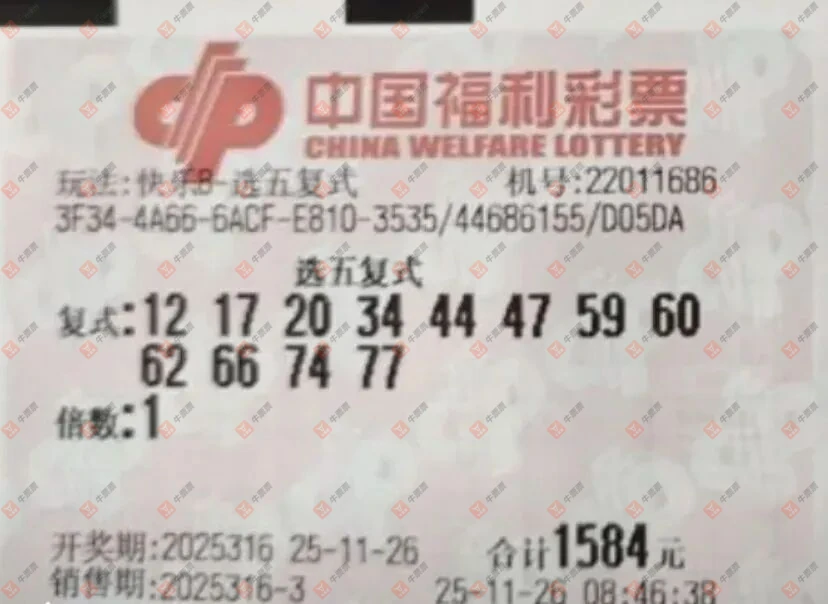 中国福利彩票
CHINA WELFARE LOTTERY
玩法:快乐8-选五复式 机号:22011686
3F34-4A66-6ACF-E810-3535/44686155/D05DA
选五复式
复式:12 17 20 34 44 47 59 60
62 66 74 77
倍数:1
开奖期:2025316 25-11-26 合计1584元
销售期:2025316-3 25-11-26 08:46:38